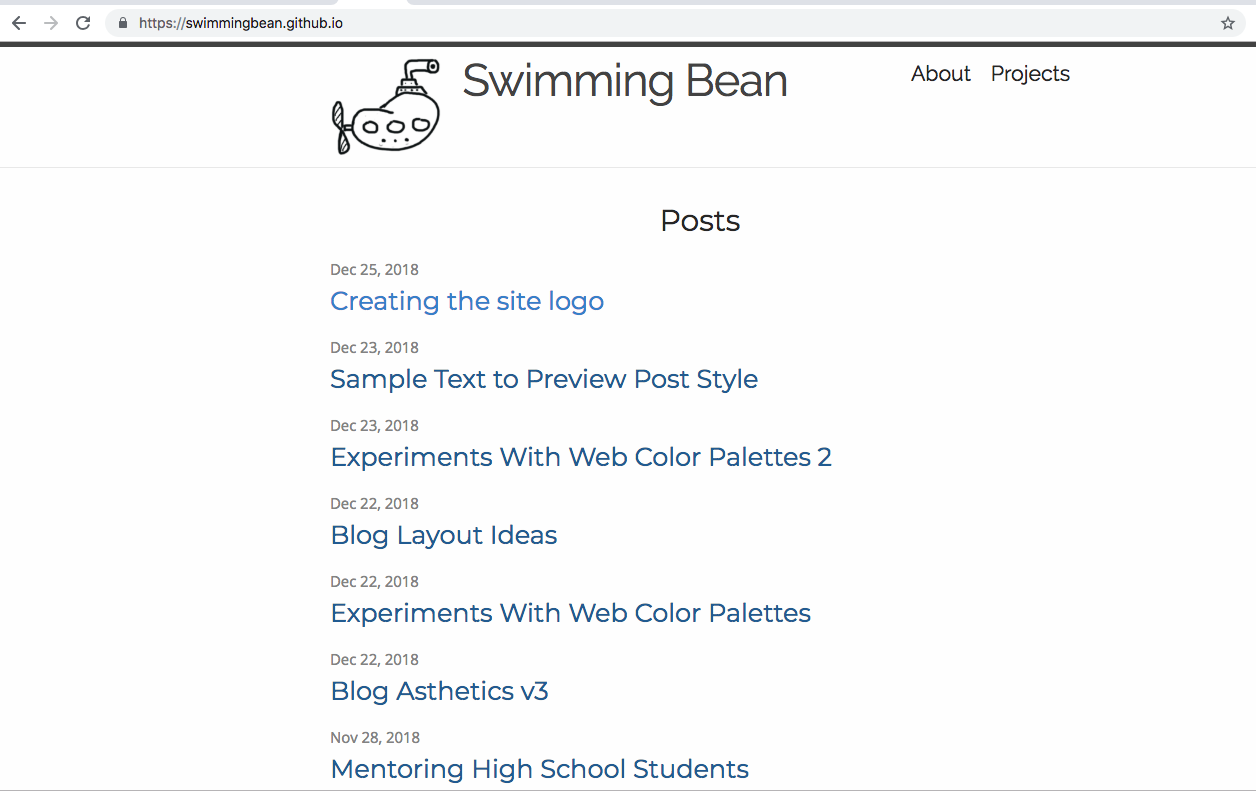 https://swimmingbean.github.io
Swimming Bean
About Projects
Posts
Dec 25, 2018
Creating the site logo
Dec 23, 2018
Sample Text to Preview Post Style
Dec 23, 2018
Experiments With Web Color Palettes 2
Dec 22, 2018
Blog Layout Ideas
Dec 22, 2018
Experiments With Web Color Palettes
Dec 22, 2018
Blog Asthetics v3
Nov 28, 2018
Mentoring High School Students